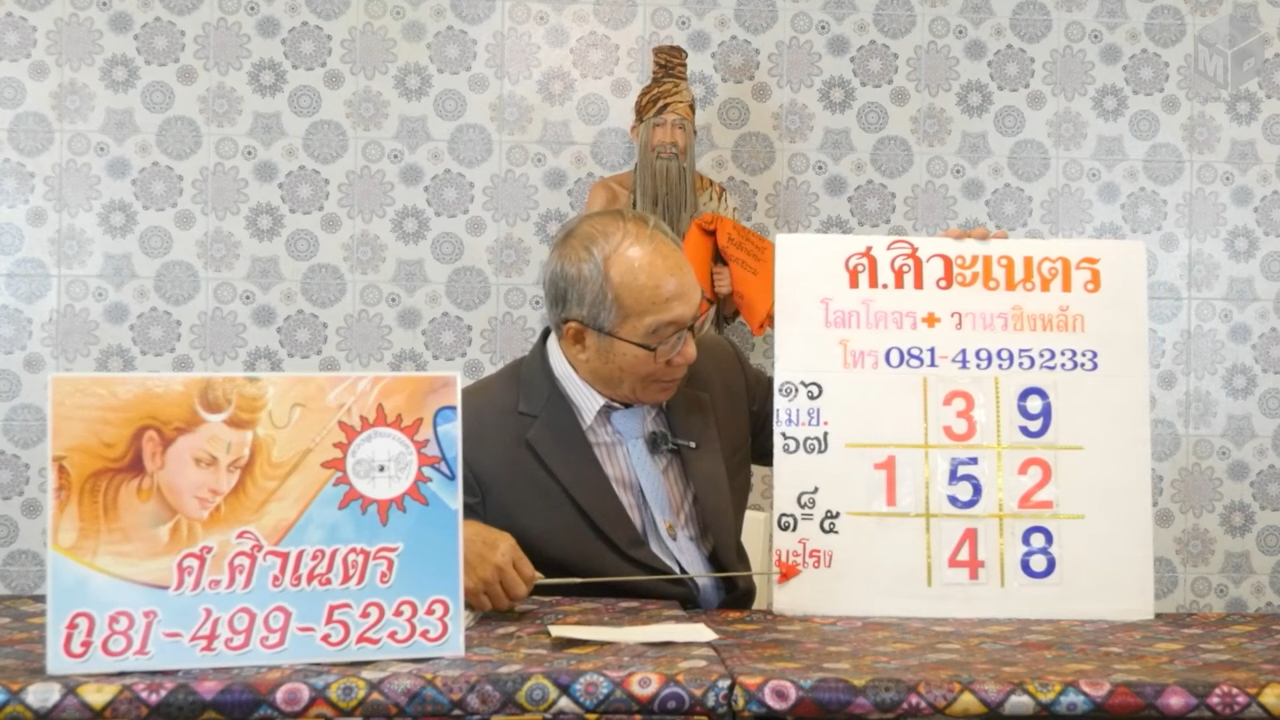 ศ.ศิวะเนตร
โลกโคจร+วานรชิงหลัก
โทร 081-4995233
๑๖
เม.ย.
๖๗
3 9
1 5 2
4 8
๘
๓=๕
มะโรง
ศ.ศิวเนตร
081-499-5233
M